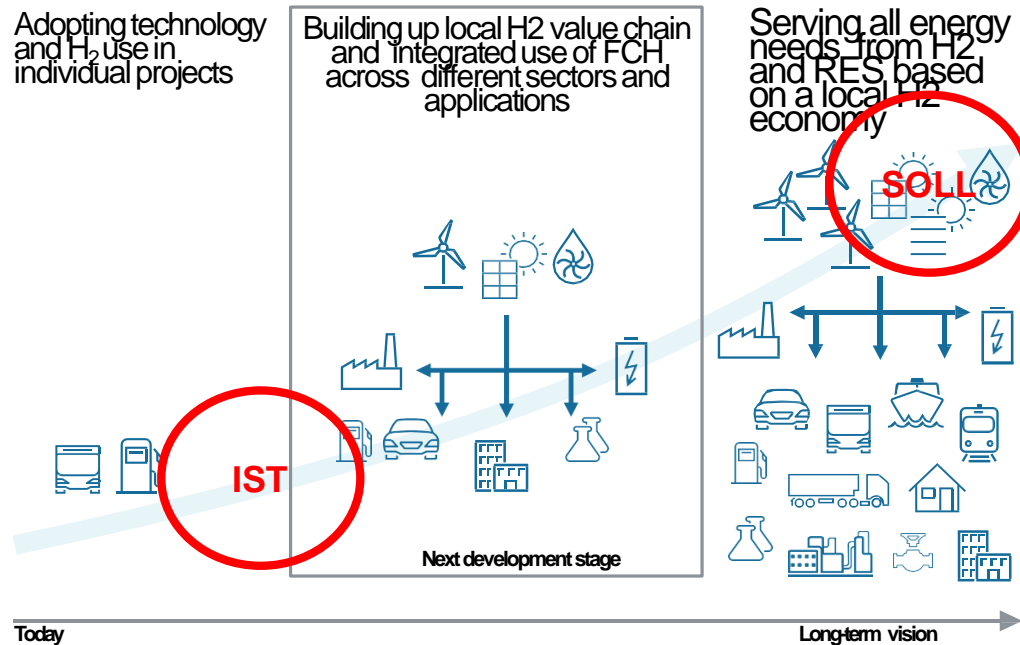 Adopting technology
and H₂ use in
individual projects
Building up local H2 value chain
and integrated use of FCH
across different sectors and
applications
Serving all energy
needs from H2
and RES based
on a local H2
economy
SOLL
IST
Next development stage
Today
Long-term vision